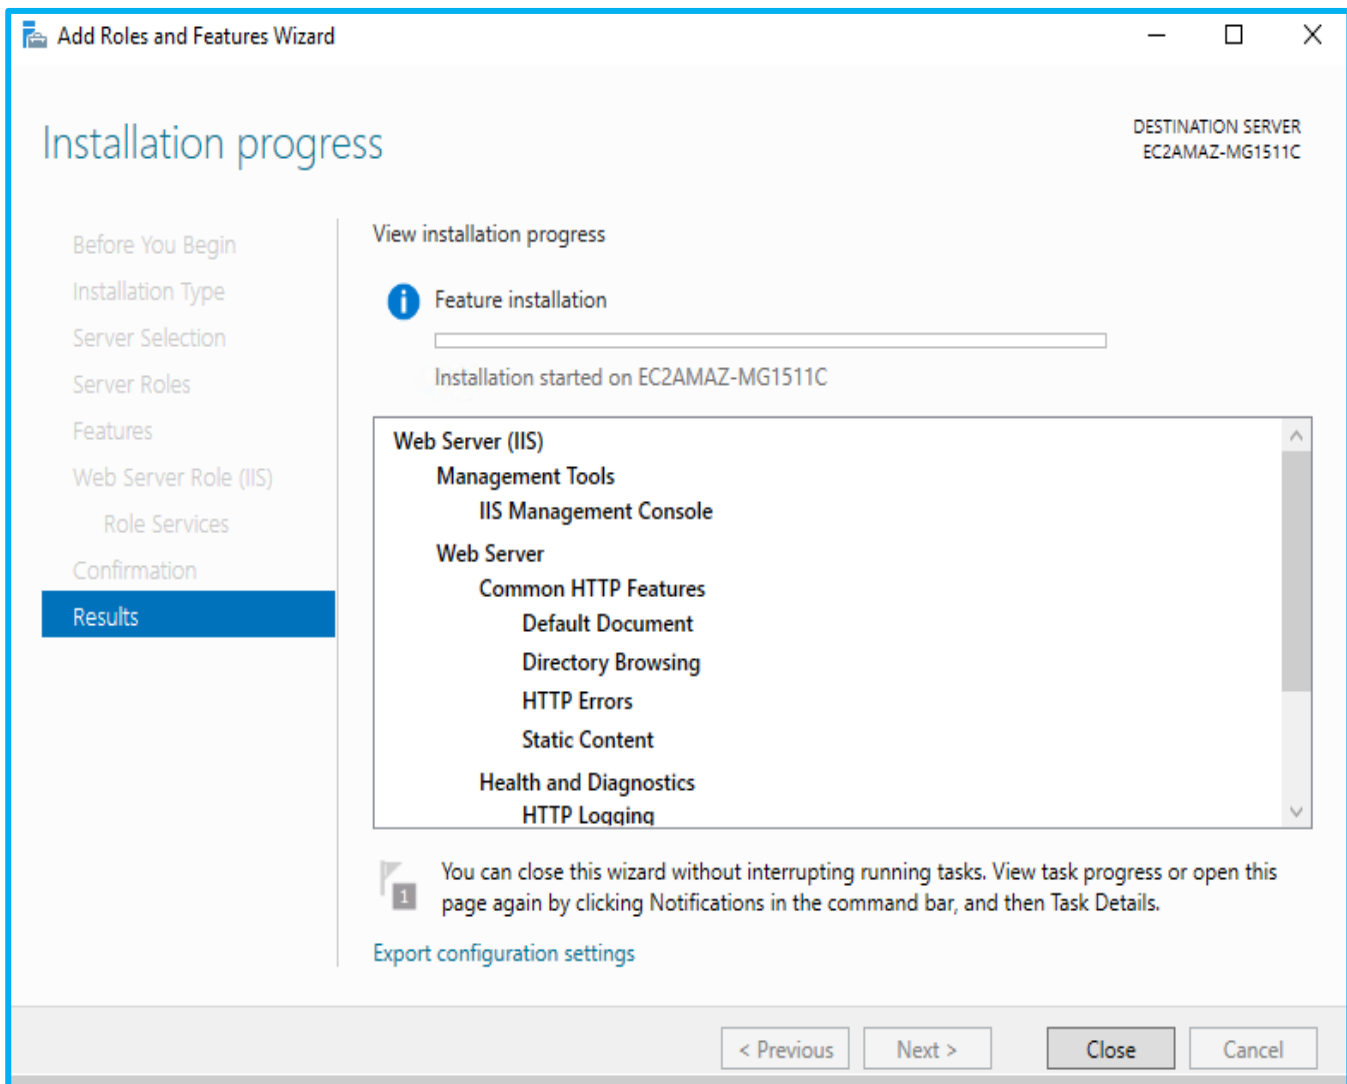 Add Roles and Features Wizard
Installation progress
DESTINATION SERVER
EC2AMAZ-MG1511C
Before You Begin
Installation Type
Server Selection
Server Roles
Features
Web Server Role (IIS)
Role Services
Confirmation
Results
View installation progress
Feature installation
Installation started on EC2AMAZ-MG1511C
Web Server (IIS)
Management Tools
IIS Management Console
Web Server
Common HTTP Features
Default Document
Directory Browsing
HTTP Errors
Static Content
Health and Diagnostics
HTTP Logging
1
You can close this wizard without interrupting running tasks. View task progress or open this
page again by clicking Notifications in the command bar, and then Task Details.
Export configuration settings
< Previous
Next >
Close
Cancel